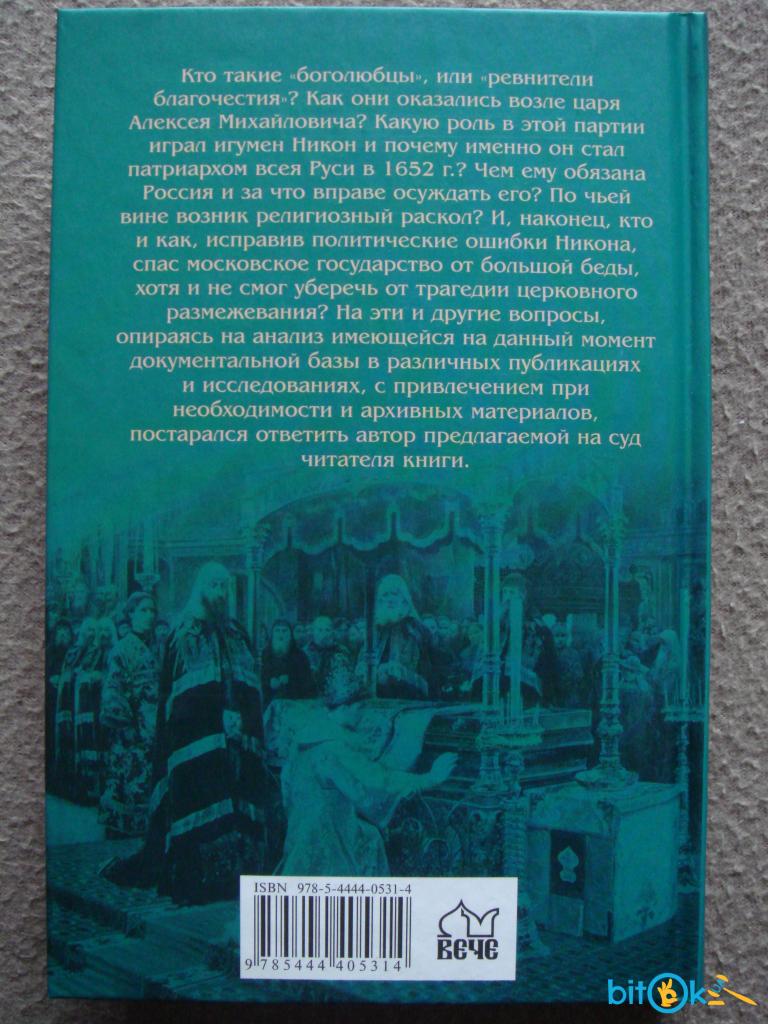 Кто такие «боголюбцы», или «ревнители
благочестия»? Как они оказались возле царя
Алексея Михайловича? Какую роль в этой партии
играл игумен Никон и почему именно он стал
патриархом всея Руси в 1652 г.? Чем ему обязана
Россия и за что вправе осуждать его? По чьей
вине возник религиозный раскол? И, наконец, кто
и как, исправив политические ошибки Никона,
спас московское государство от большой беды,
хотя и не смог уберечь от трагедии церковного
размежевания? На эти и другие вопросы,
опираясь на анализ имеющейся на данный момент
документальной базы в различных публикациях
и исследованиях, с привлечением при
необходимости и архивных материалов,
постарался ответить автор предлагаемой на суд
читателя книги.
ISBN 978-5-4444-0531-4
9 785444 405314
ВЕЧЕ
bitok